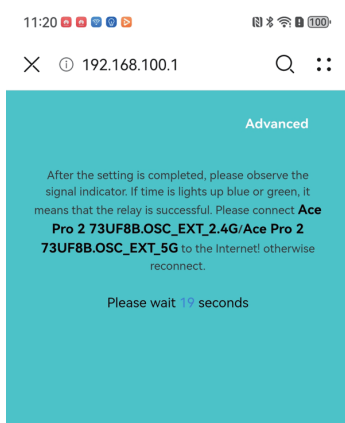 11:20
100
192.168.100.1
Advanced
After the setting is completed, please observe the
signal indicator. If time is lights up blue or green, it
means that the relay is successful. Please connect Ace
Pro 2 73UF8B.OSC_EXT_2.4G/Ace Pro 2
73UF8B.OSC_EXT_5G to the Internet! otherwise
reconnect.
Please wait 19 seconds